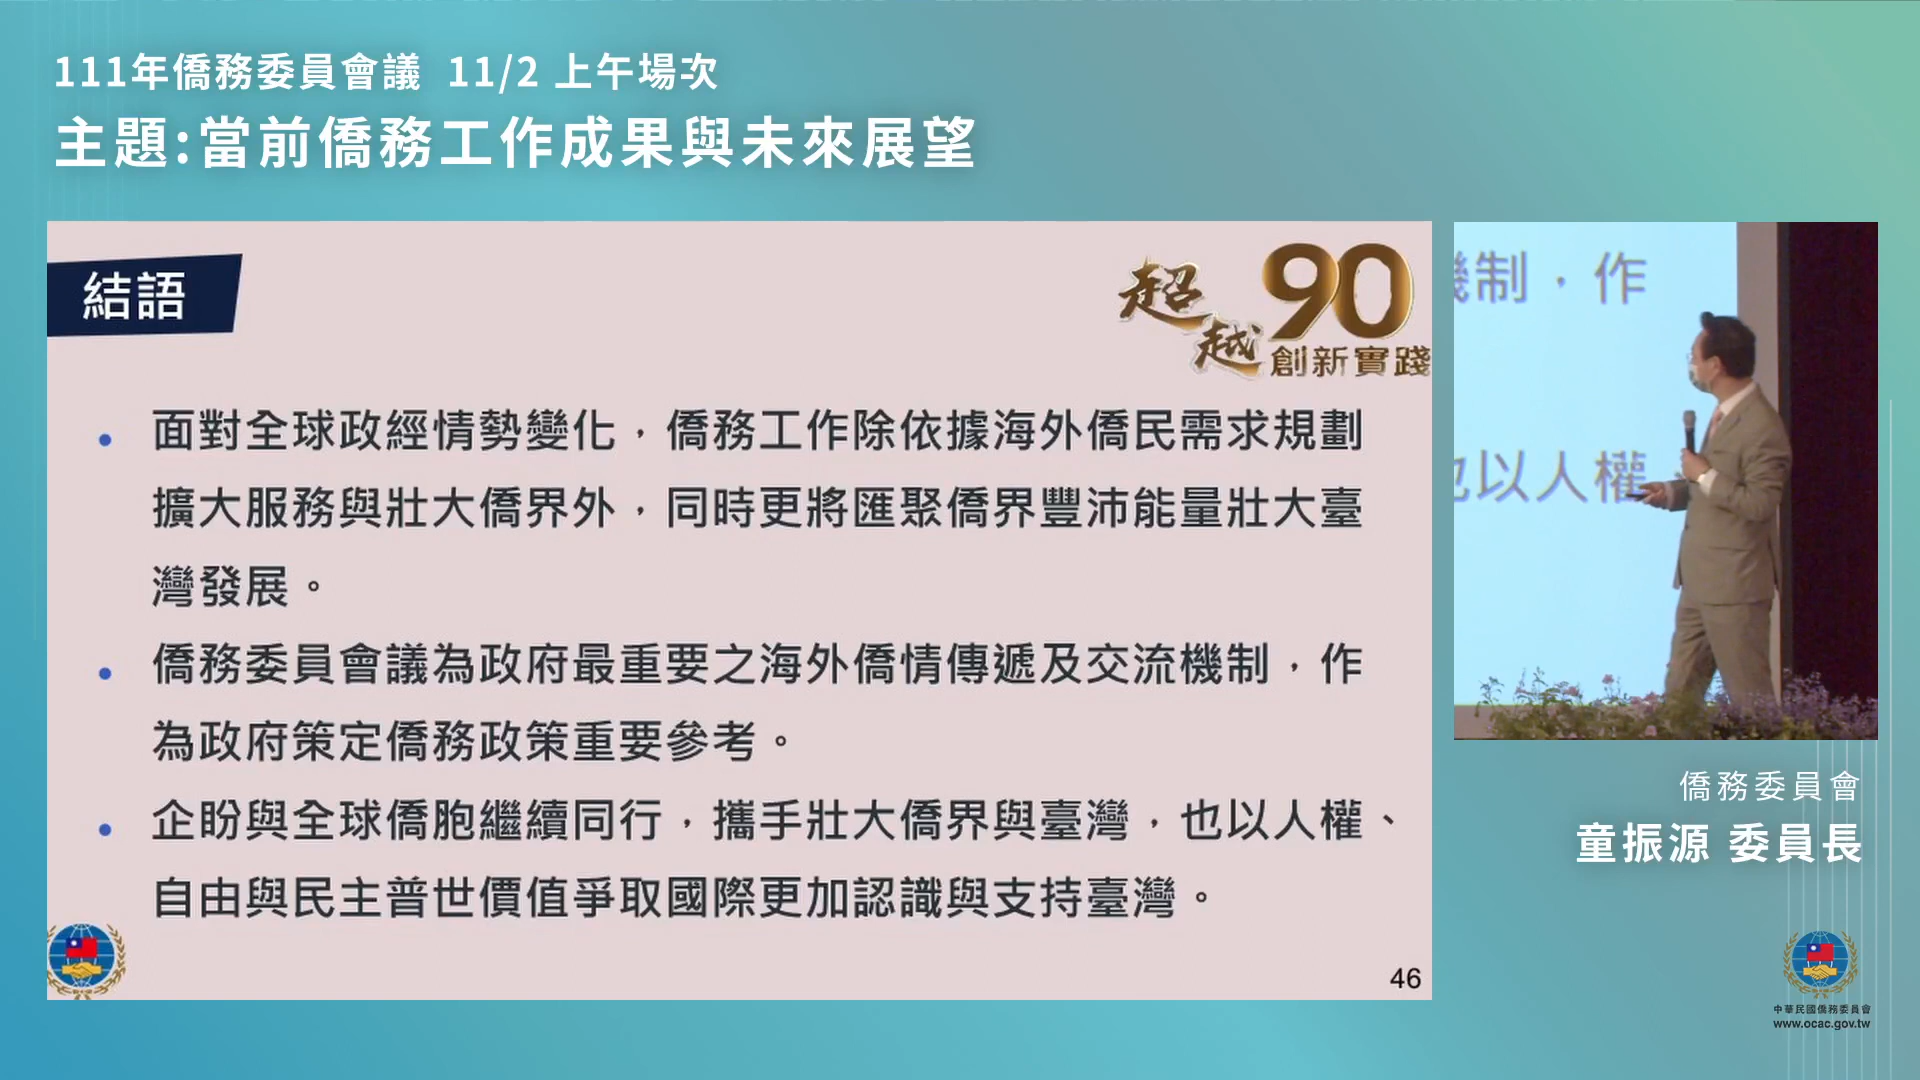 111年僑務委員會議 11/2 上午場次
主題:當前僑務工作成果與未來展望
結語
超越90
創新實踐
面對全球政經情勢變化，僑務工作除依據海外僑民需求規劃
擴大服務與壯大僑界外，同時更將匯聚僑界豐沛能量壯大臺
灣發展。
僑務委員會議為政府最重要之海外僑情傳遞及交流機制，作
為政府策定僑務政策重要參考。
企盼與全球僑胞繼續同行，攜手壯大僑界與臺灣，也以人權、
自由與民主普世價值爭取國際更加認識與支持臺灣。
46
制，作
以人權
僑務委員會
童振源 委員長
中華民國僑務委員會
www.ocac.gov.tw